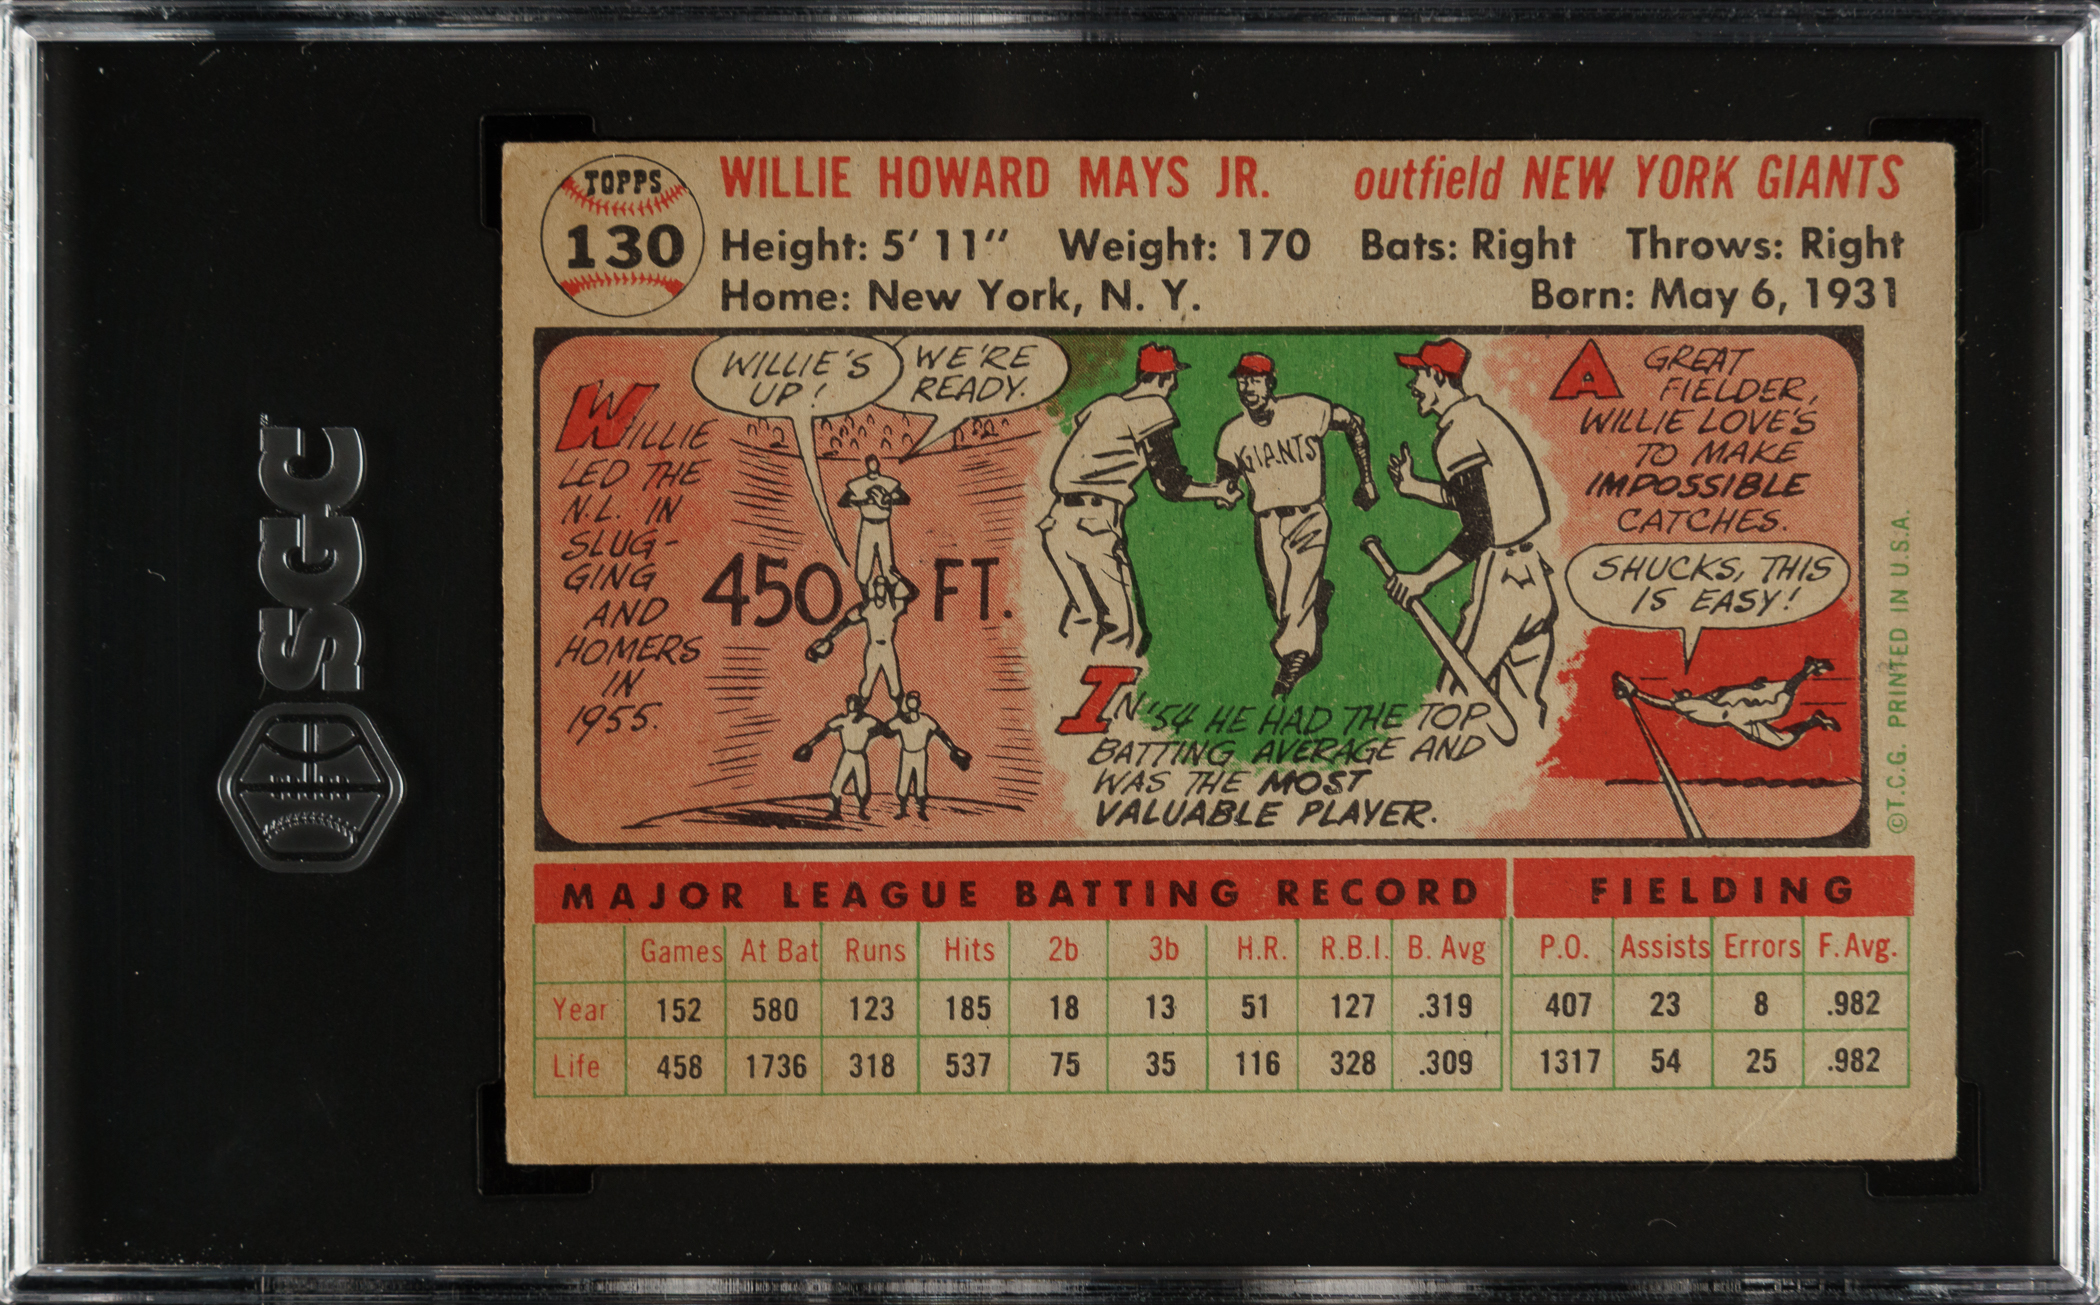 SGC
TOPPS
130
WILLIE HOWARD MAYS JR. outfield NEW YORK GIANTS
Height: 5' 11" Weight: 170 Bats: Right Throws: Right
Home: New York, N. Y. Born: May 6, 1931
WILLIE
LED THE
N.L. IN
SLUG-
GING
AND
HOMERS
IN
1955.
WILLIE'S
UP!
WE'RE
READY.
450 FT.
GIANTS
IN '54 HE HAD THE TOP
BATTING AVERAGE AND
WAS THE MOST
VALUABLE PLAYER.
A GREAT
FIELDER,
WILLIE LOVE'S
TO MAKE
IMPOSSIBLE
CATCHES.
SHUCKS, THIS
IS EASY!
©T.C.G. PRINTED IN U.S.A.
MAJOR LEAGUE BATTING RECORD FIELDING
Games At Bat Runs Hits 2b 3b H.R. R.B.I. B. Avg P.O. Assists Errors F. Avg.
Year 152 580 123 185 18 13 51 127 .319 407 23 8 .982
Life 458 1736 318 537 75 35 116 328 .309 1317 54 25 .982